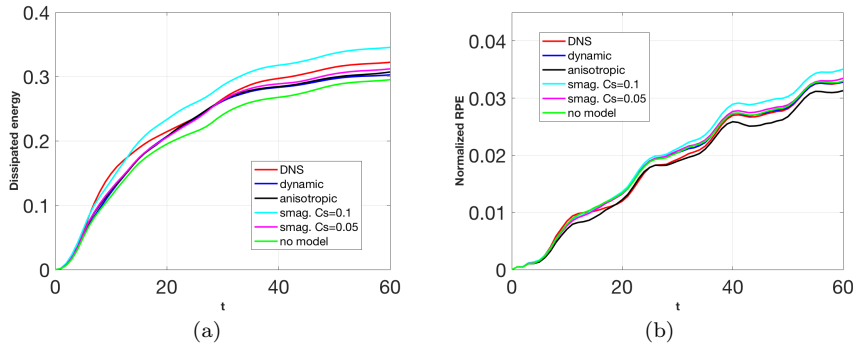 0.4
0.3
0.2
0.1
0
Dissipated energy
DNS
dynamic
anisotropic
smag. Cs=0.1
smag. Cs=0.05
no model
0 20 40 60
t
(a)
0.04
0.03
0.02
0.01
0
Normalized RPE
DNS
dynamic
anisotropic
smag. Cs=0.1
smag. Cs=0.05
no model
0 20 40 60
t
(b)